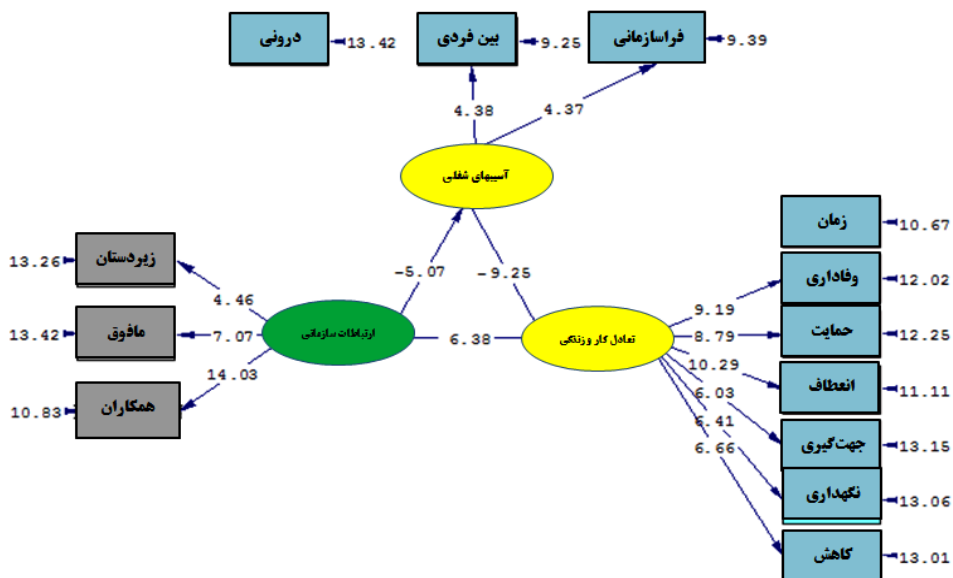 درونی
13.42
بین فردی
9.25
فراسازمانی
9.39
4.38
4.37
آسیبهای شغلی
زمان
10.67
-5.07
-9.25
زیردستان
13.26
وفاداری
12.02
4.46
9.19
مافوق
13.42
7.07
ارتباطات سازمانی
6.38
تعادل کار و زندگی
8.79
حمایت
12.25
14.03
10.29
انعطاف
11.11
همکاران
10.83
6.03
6.41
جهت‌گیری
13.15
6.66
نگهداری
13.06
کاهش
13.01